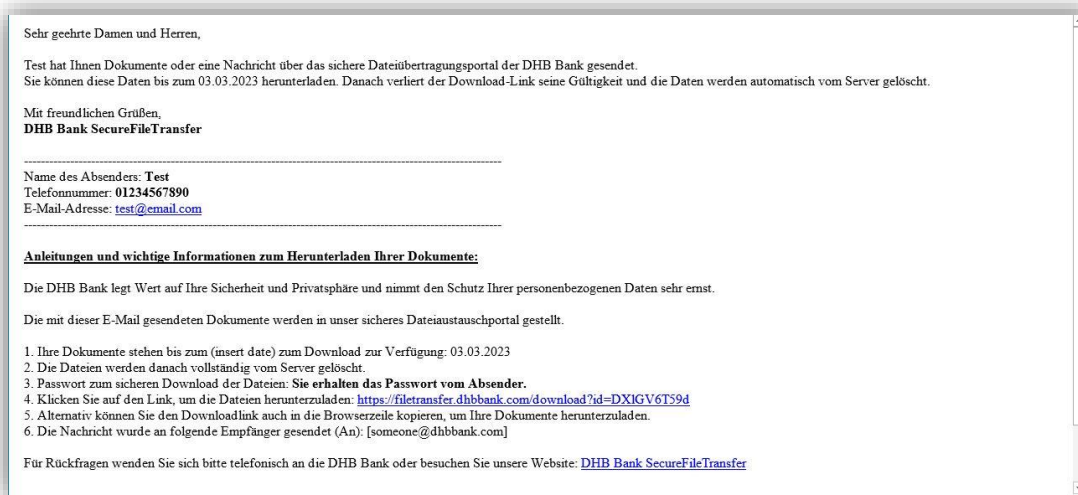 Sehr geehrte Damen und Herren,
Test hat Ihnen Dokumente oder eine Nachricht über das sichere Dateiübertragungsportal der DHB Bank gesendet.
Sie können diese Daten bis zum 03.03.2023 herunterladen. Danach verliert der Download-Link seine Gültigkeit und die Daten werden automatisch vom Server gelöscht.
Mit freundlichen Grüßen,
DHB Bank SecureFileTransfer
------------------------------------------------------------------------------------------------------------------
Name des Absenders: Test
Telefonnummer: 01234567890
E-Mail-Adresse: test@email.com
------------------------------------------------------------------------------------------------------------------
Anleitungen und wichtige Informationen zum Herunterladen Ihrer Dokumente:
Die DHB Bank legt Wert auf Ihre Sicherheit und Privatsphäre und nimmt den Schutz Ihrer personenbezogenen Daten sehr ernst.
Die mit dieser E-Mail gesendeten Dokumente werden in unser sicheres Dateiaustauschportal gestellt.
1. Ihre Dokumente stehen bis zum (insert date) zum Download zur Verfügung: 03.03.2023
2. Die Dateien werden danach vollständig vom Server gelöscht.
3. Passwort zum sicheren Download der Dateien: Sie erhalten das Passwort vom Absender.
4. Klicken Sie auf den Link, um die Dateien herunterzuladen: https://filetransfer.dhbbank.com/download?id=DXlGV6T59d
5. Alternativ können Sie den Downloadlink auch in die Browserzeile kopieren, um Ihre Dokumente herunterzuladen.
6. Die Nachricht wurde an folgende Empfänger gesendet (An): [someone@dhbbank.com]
Für Rückfragen wenden Sie sich bitte telefonisch an die DHB Bank oder besuchen Sie unsere Website: DHB Bank SecureFileTransfer